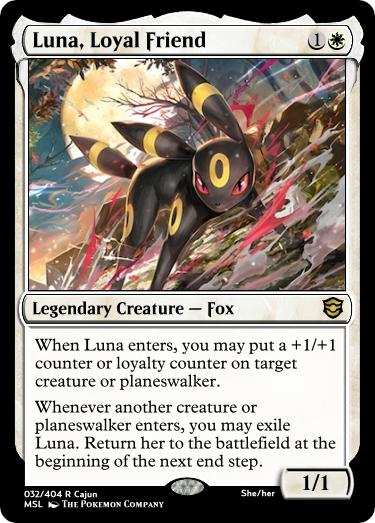 Luna, Loyal Friend 1
Legendary Creature — Fox
When Luna enters, you may put a +1/+1
counter or loyalty counter on target
creature or planeswalker.
Whenever another creature or
planeswalker enters, you may exile
Luna. Return her to the battlefield at the
beginning of the next end step.
1/1
032/404 R Cajun She/her
MSL The Pokemon Company